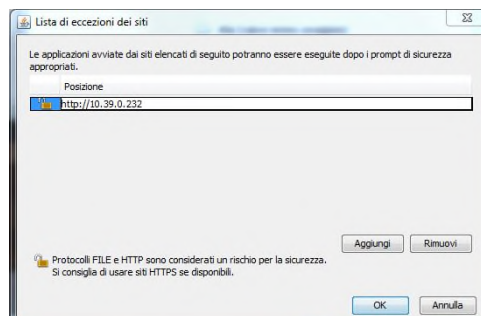 Lista di eccezioni dei siti
Le applicazioni avviate dai siti elencati di seguito potranno essere eseguite dopo i prompt di sicurezza
appropriati.
Posizione
http://10.39.0.232
Aggiungi
Rimuovi
Protocolli FILE e HTTP sono considerati un rischio per la sicurezza.
Si consiglia di usare siti HTTPS se disponibili.
OK
Annulla